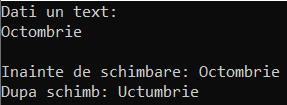 Dati un text:
Octombrie
Inainte de schimbare: Octombrie
Dupa schimb: Uctumbrie